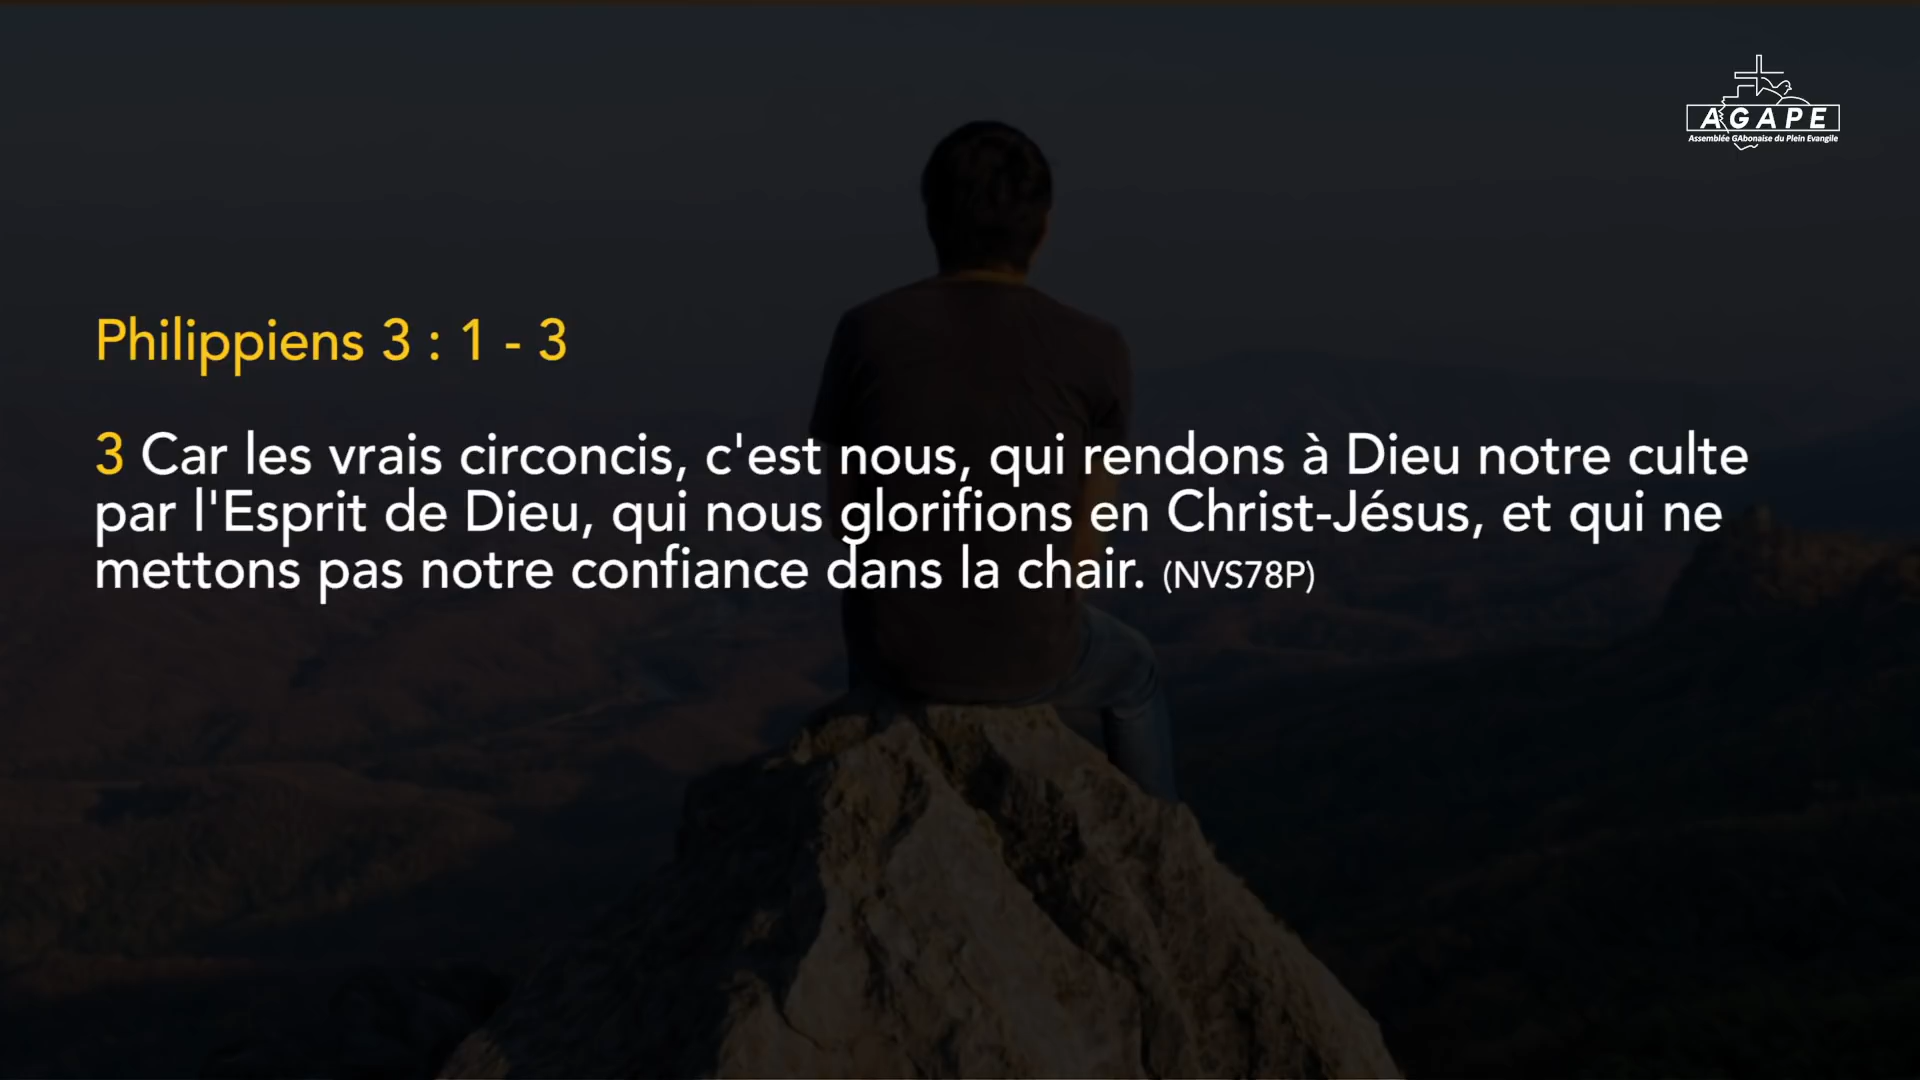 AGAPE
Assemblée GAbonaise du Plein Evangile
Philippiens 3 : 1 - 3
3 Car les vrais circoncis, c'est nous, qui rendons à Dieu notre culte
par l'Esprit de Dieu, qui nous glorifions en Christ-Jésus, et qui ne
mettons pas notre confiance dans la chair. (NVS78P)